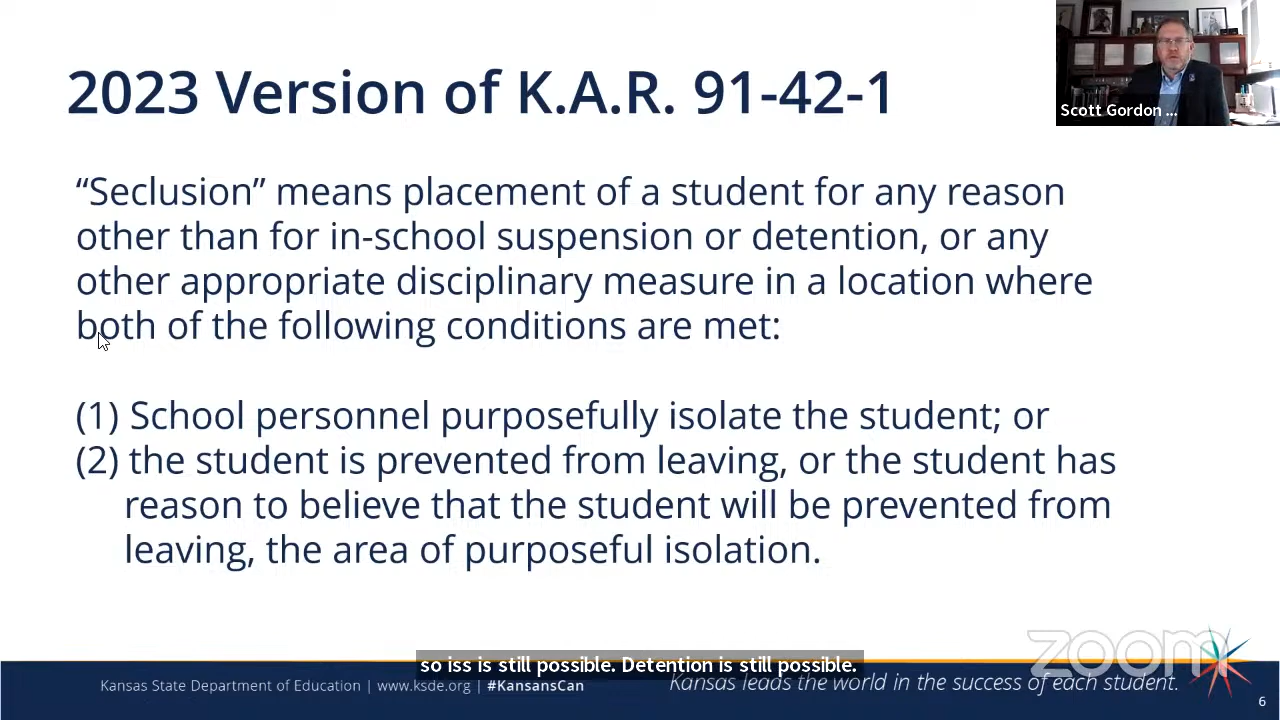 2023 Version of K.A.R. 91-42-1
Scott Gordon ...
“Seclusion” means placement of a student for any reason
other than for in-school suspension or detention, or any
other appropriate disciplinary measure in a location where
both of the following conditions are met:
(1) School personnel purposefully isolate the student; or
(2) the student is prevented from leaving, or the student has
reason to believe that the student will be prevented from
leaving, the area of purposeful isolation.
zoom
so iss is still possible. Detention is still possible.
Kansas State Department of Education | www.ksde.org | #KansansCan
Kansas leads the world in the success of each student.
6